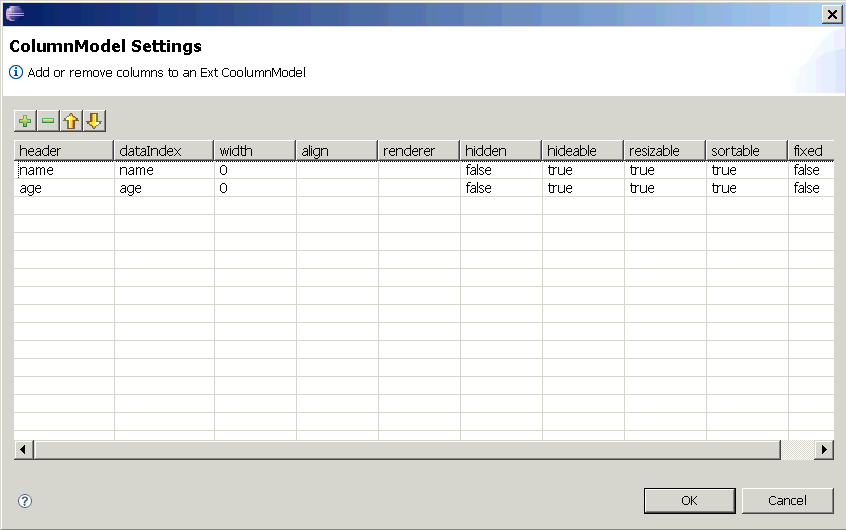 ColumnModel Settings
Add or remove columns to an Ext CoolumnModel
header dataIndex width align renderer hidden hideable resizable sortable fixed
name name 0 false true true true false
age age 0 false true true true false
OK Cancel